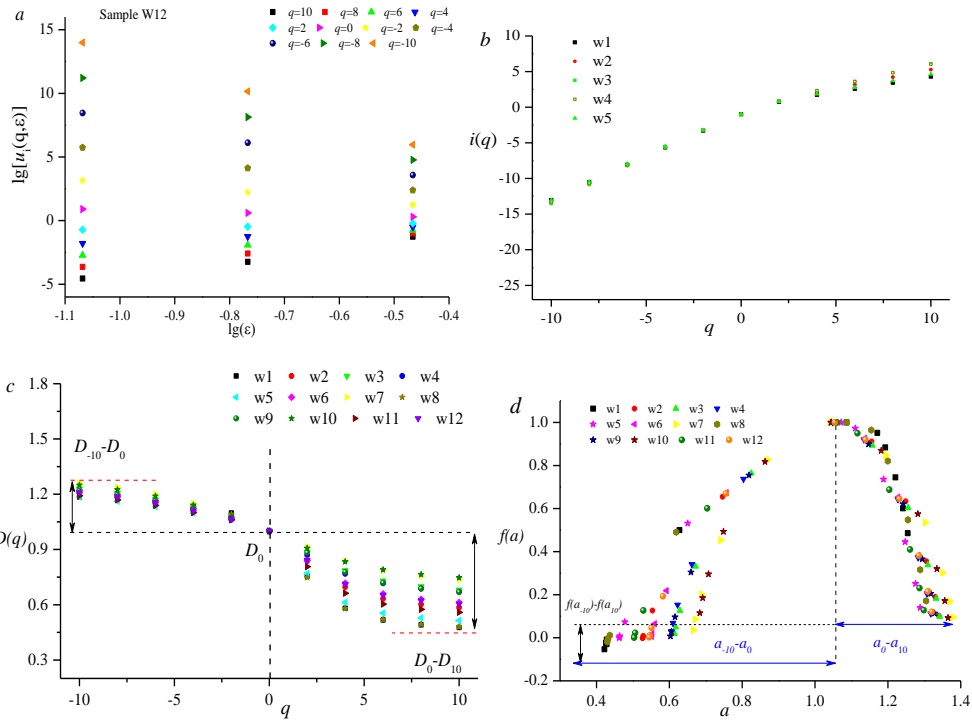 a
Sample W12
q=10 q=8 q=6 q=4
q=2 q=0 q=-2 q=-4
q=-6 q=-8 q=-10
15
10
5
0
-5
lg[u_i(q,ε)]
-1.1 -1.0 -0.9 -0.8 -0.7 -0.6 -0.5 -0.4
lg(ε)
b
w1
w2
w3
w4
w5
10
5
0
-5
-10
-15
-20
-25
i(q)
-10 -5 0 5 10
q
c
w1 w2 w3 w4
w5 w6 w7 w8
w9 w10 w11 w12
1.8
1.5
1.2
0.9
0.6
0.3
D_{-10}-D_0
D(q)
D_0
D_0-D_{10}
-10 -5 0 5 10
q
d
w1 w2 w3 w4
w5 w6 w7 w8
w9 w10 w11 w12
1.0
0.8
0.6
0.4
0.2
0.0
-0.2
f(a)
f(a_{-10})-f(a_{10})
a_{-10}-a_0
a_0-a_{10}
0.4 0.6 0.8 1.0 1.2 1.4
a